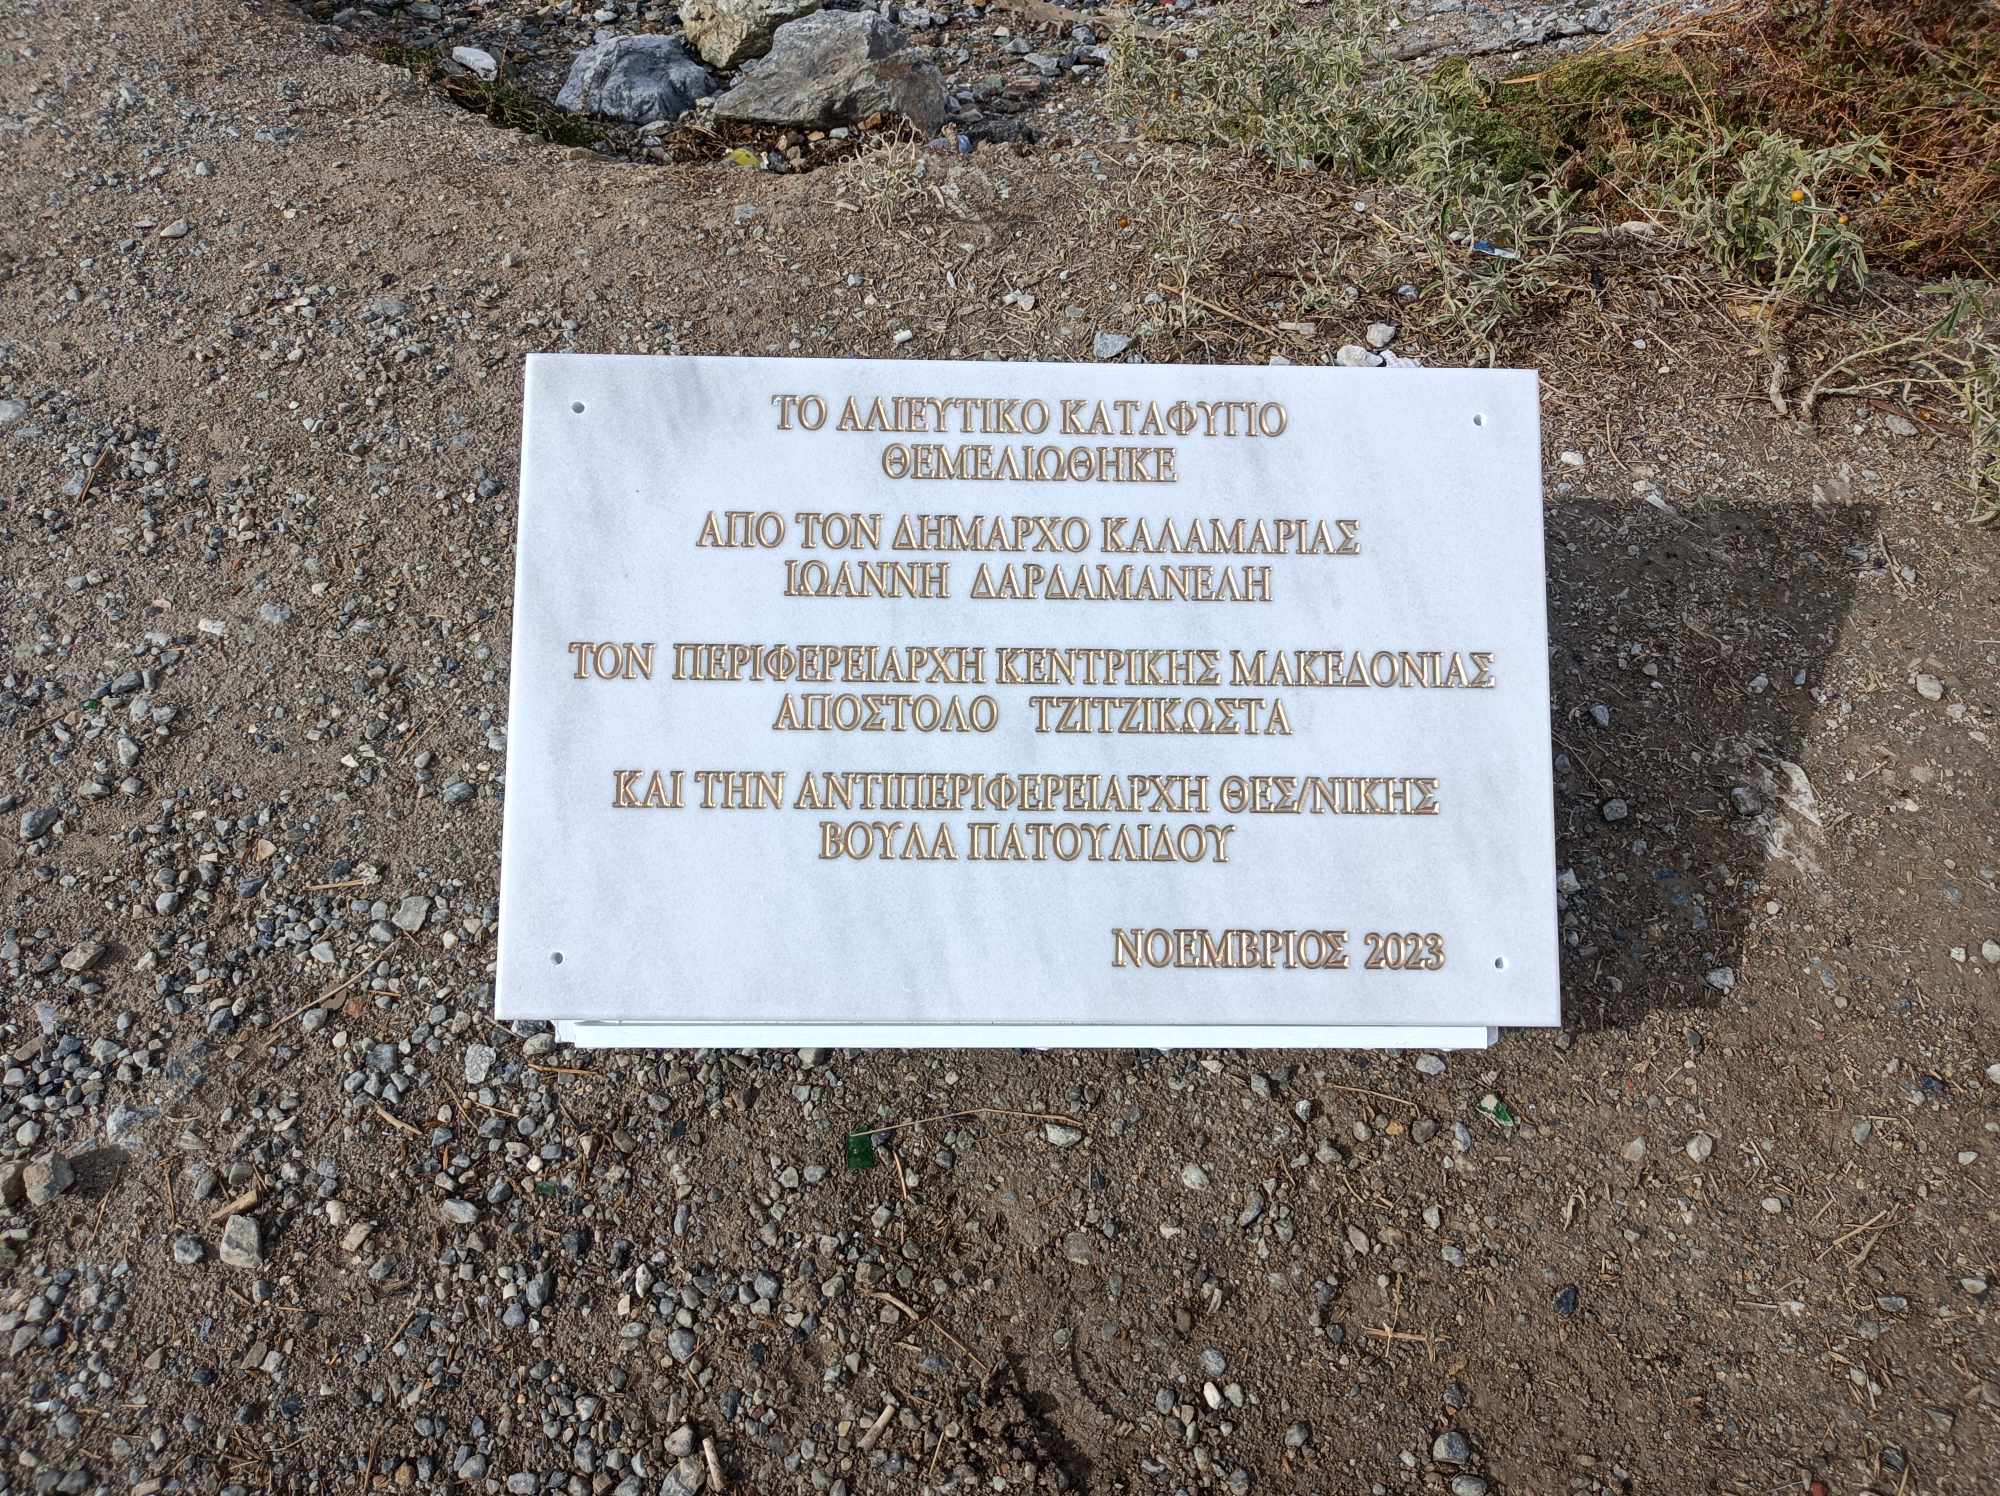 ΤΟ ΑΛΙΕΥΤΙΚΟ ΚΑΤΑΦΥΓΙΟ
ΘΕΜΕΛΙΩΘΗΚΕ
ΑΠΟ ΤΟΝ ΔΗΜΑΡΧΟ ΚΑΛΑΜΑΡΙΑΣ
ΙΩΑΝΝΗ ΔΑΡΔΑΜΑΝΕΛΗ
ΤΟΝ ΠΕΡΙΦΕΡΕΙΑΡΧΗ ΚΕΝΤΡΙΚΗΣ ΜΑΚΕΔΟΝΙΑΣ
ΑΠΟΣΤΟΛΟ ΤΖΙΤΖΙΚΩΣΤΑ
ΚΑΙ ΤΗΝ ΑΝΤΙΠΕΡΙΦΕΡΕΙΑΡΧΗ ΘΕΣ/ΝΙΚΗΣ
ΒΟΥΛΑ ΠΑΤΟΥΛΙΔΟΥ
ΝΟΕΜΒΡΙΟΣ 2023